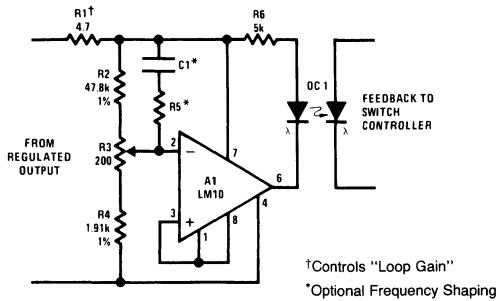 R1†
4.7
R6
5k
C1*
R2
47.8k
1%
OC 1
R5*
λ
λ
FEEDBACK TO
SWITCH
CONTROLLER
FROM
REGULATED
OUTPUT
R3
200
2
−
7
A1
LM10
6
4
3
+
8
1
R4
1.91k
1%
†Controls "Loop Gain"
*Optional Frequency Shaping